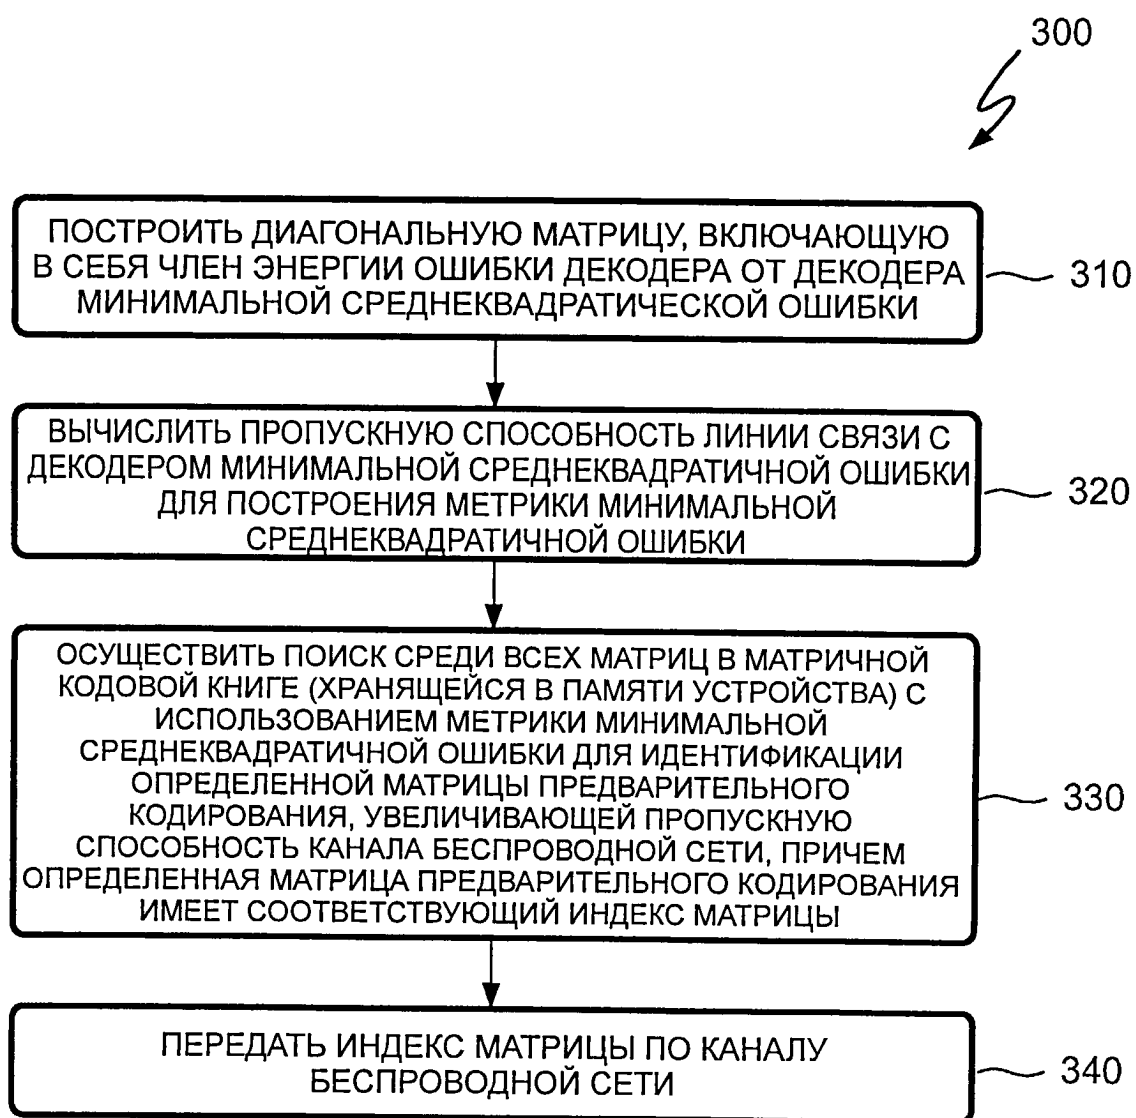 300
ПОСТРОИТЬ ДИАГОНАЛЬНУЮ МАТРИЦУ, ВКЛЮЧАЮЩУЮ
В СЕБЯ ЧЛЕН ЭНЕРГИИ ОШИБКИ ДЕКОДЕРА ОТ ДЕКОДЕРА
МИНИМАЛЬНОЙ СРЕДНЕКВАДРАТИЧЕСКОЙ ОШИБКИ
310
ВЫЧИСЛИТЬ ПРОПУСКНУЮ СПОСОБНОСТЬ ЛИНИИ СВЯЗИ С
ДЕКОДЕРОМ МИНИМАЛЬНОЙ СРЕДНЕКВАДРАТИЧНОЙ ОШИБКИ
ДЛЯ ПОСТРОЕНИЯ МЕТРИКИ МИНИМАЛЬНОЙ
СРЕДНЕКВАДРАТИЧНОЙ ОШИБКИ
320
ОСУЩЕСТВИТЬ ПОИСК СРЕДИ ВСЕХ МАТРИЦ В МАТРИЧНОЙ
КОДОВОЙ КНИГЕ (ХРАНЯЩЕЙСЯ В ПАМЯТИ УСТРОЙСТВА) С
ИСПОЛЬЗОВАНИЕМ МЕТРИКИ МИНИМАЛЬНОЙ
СРЕДНЕКВАДРАТИЧНОЙ ОШИБКИ ДЛЯ ИДЕНТИФИКАЦИИ
ОПРЕДЕЛЕННОЙ МАТРИЦЫ ПРЕДВАРИТЕЛЬНОГО
КОДИРОВАНИЯ, УВЕЛИЧИВАЮЩЕЙ ПРОПУСКНУЮ
СПОСОБНОСТЬ КАНАЛА БЕСПРОВОДНОЙ СЕТИ, ПРИЧЕМ
ОПРЕДЕЛЕННАЯ МАТРИЦА ПРЕДВАРИТЕЛЬНОГО КОДИРОВАНИЯ
ИМЕЕТ СООТВЕТСТВУЮЩИЙ ИНДЕКС МАТРИЦЫ
330
ПЕРЕДАТЬ ИНДЕКС МАТРИЦЫ ПО КАНАЛУ
БЕСПРОВОДНОЙ СЕТИ
340